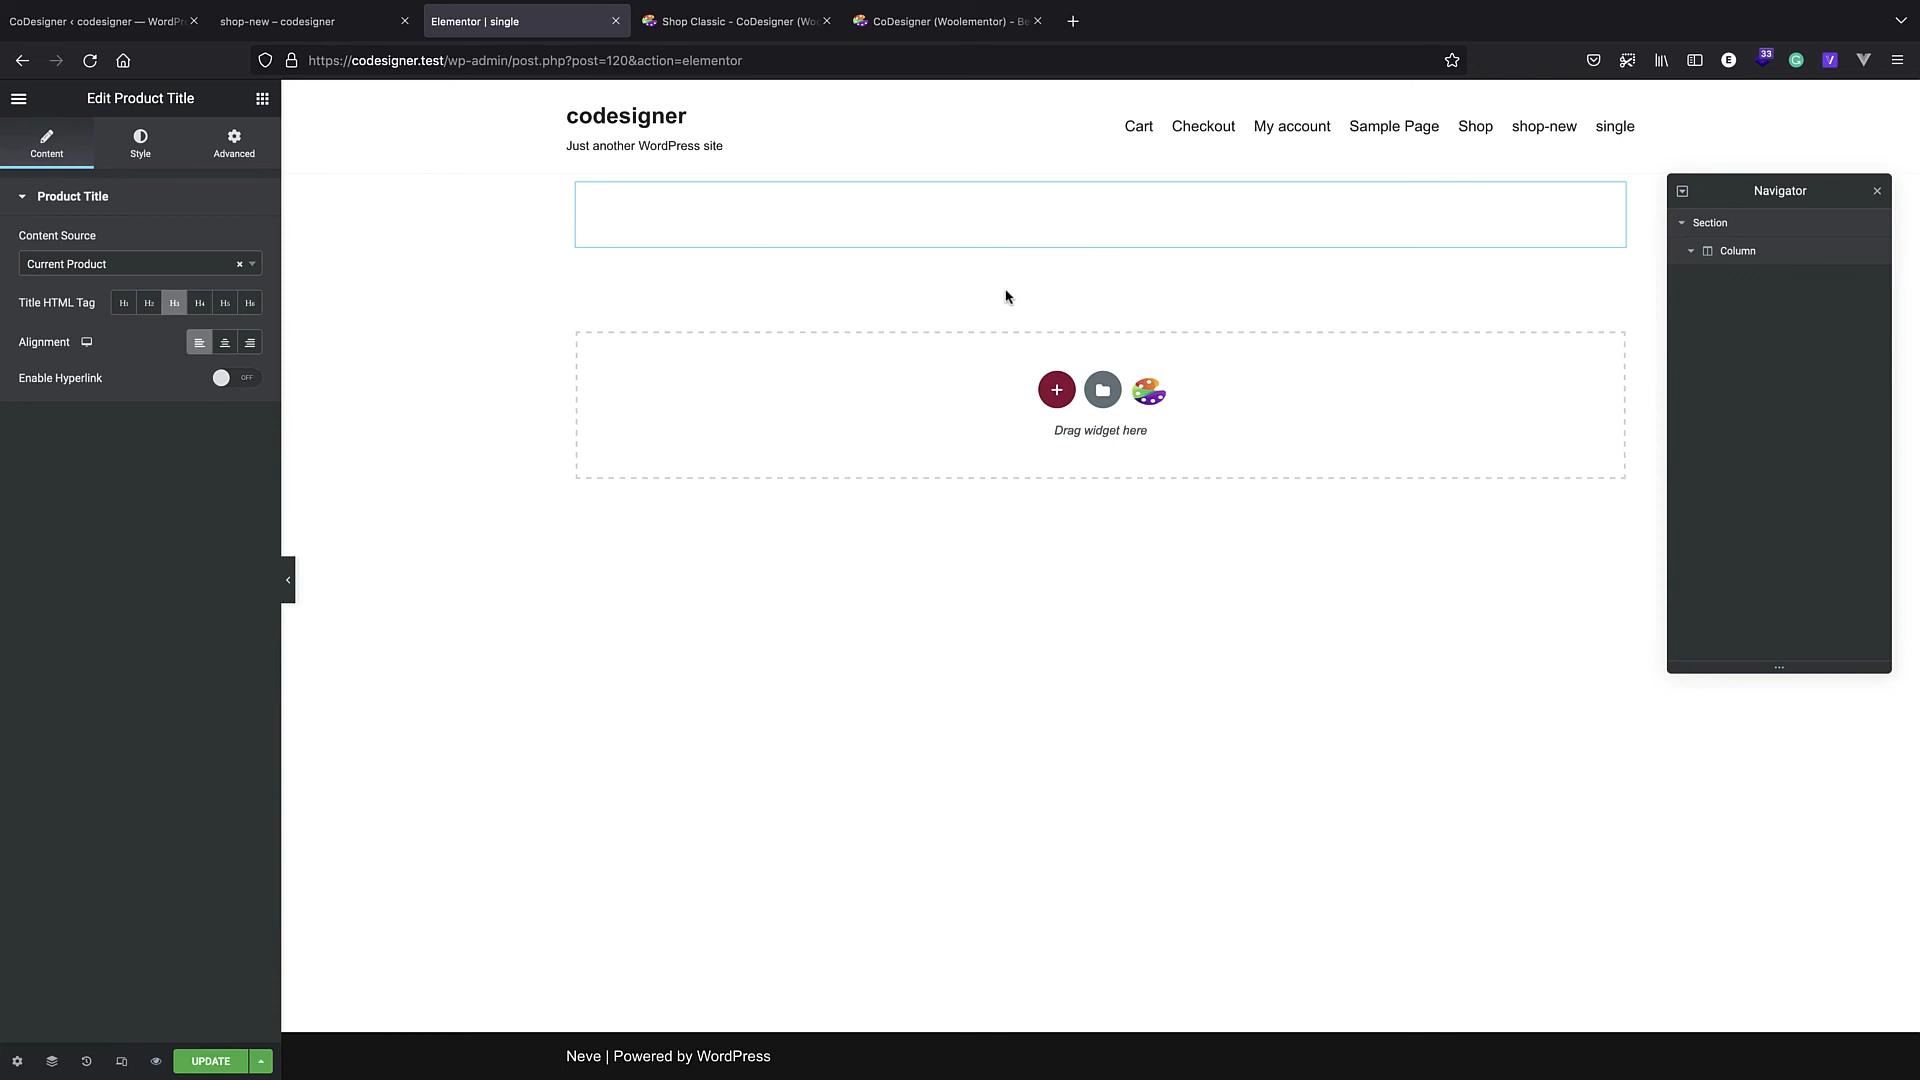 CoDesigner ‹ codesigner — WordPr
shop-new – codesigner
Elementor | single
Shop Classic - CoDesigner (Woo
CoDesigner (Woolementor) - Be
https://codesigner.test/wp-admin/post.php?post=120&action=elementor
33
Edit Product Title
Content
Style
Advanced
Product Title
Content Source
Current Product
Title HTML Tag
H1
H2
H3
H4
H5
H6
Alignment
Enable Hyperlink
OFF
UPDATE
codesigner
Just another WordPress site
Cart
Checkout
My account
Sample Page
Shop
shop-new
single
Drag widget here
Navigator
Section
Column
Neve | Powered by WordPress